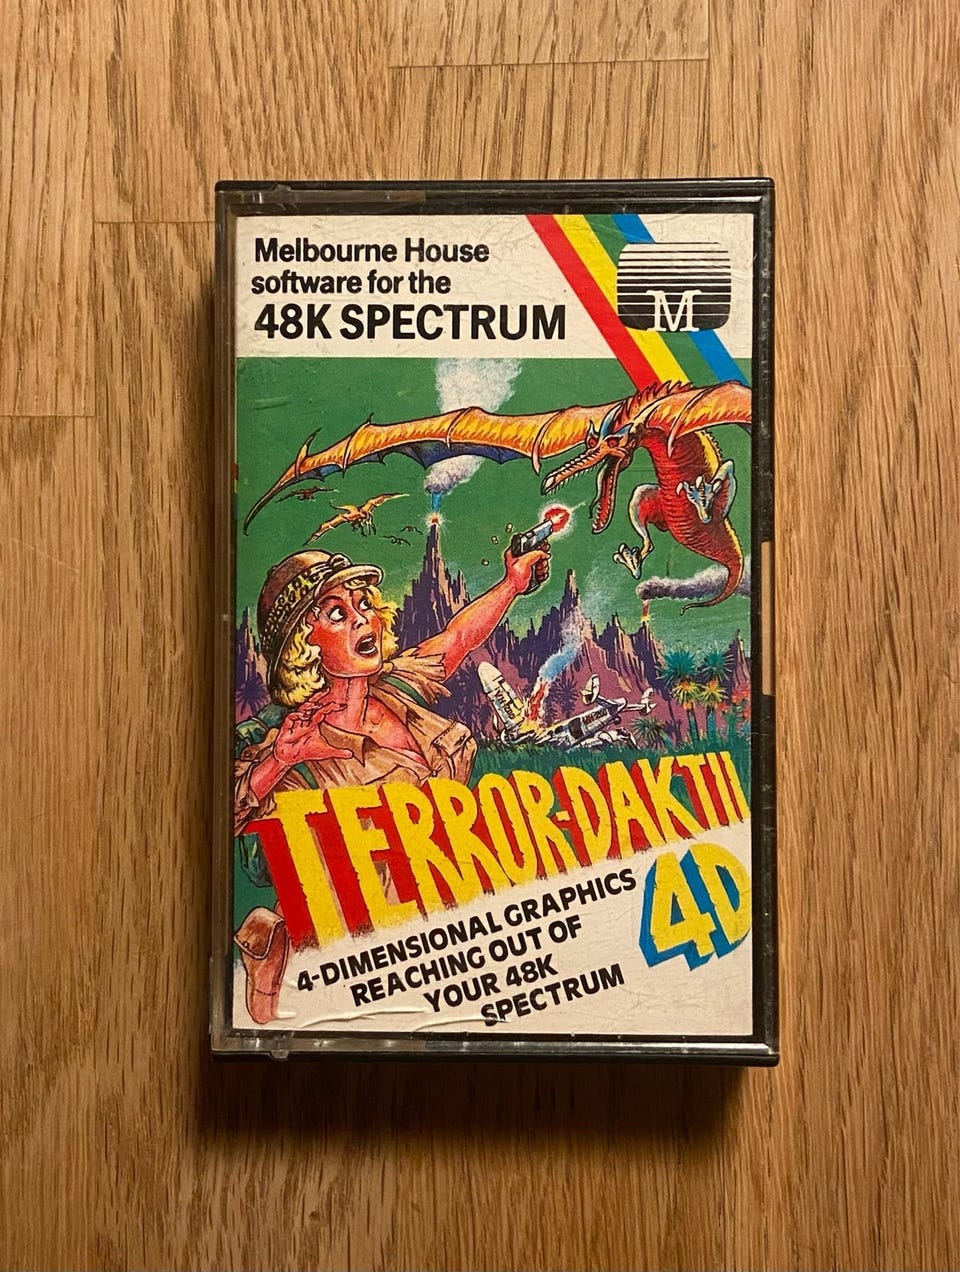 Melbourne House
software for the
48K SPECTRUM
M
TERROR-DAKTIL
4D
4-DIMENSIONAL GRAPHICS
REACHING OUT OF
YOUR 48K
SPECTRUM